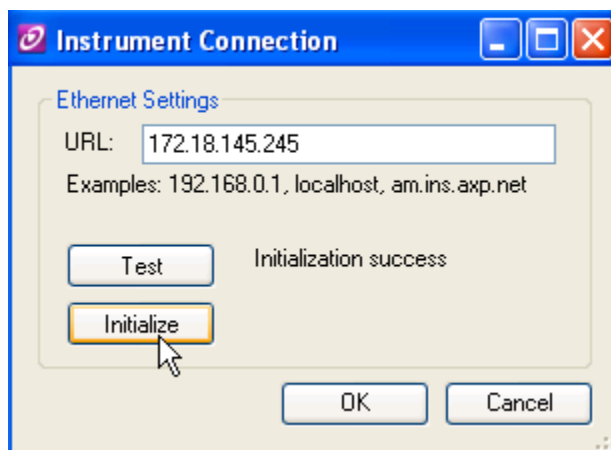 Instrument Connection
Ethernet Settings
URL: 172.18.145.245
Examples: 192.168.0.1, localhost, am.ins.axp.net
Test Initialization success
Initialize
OK Cancel